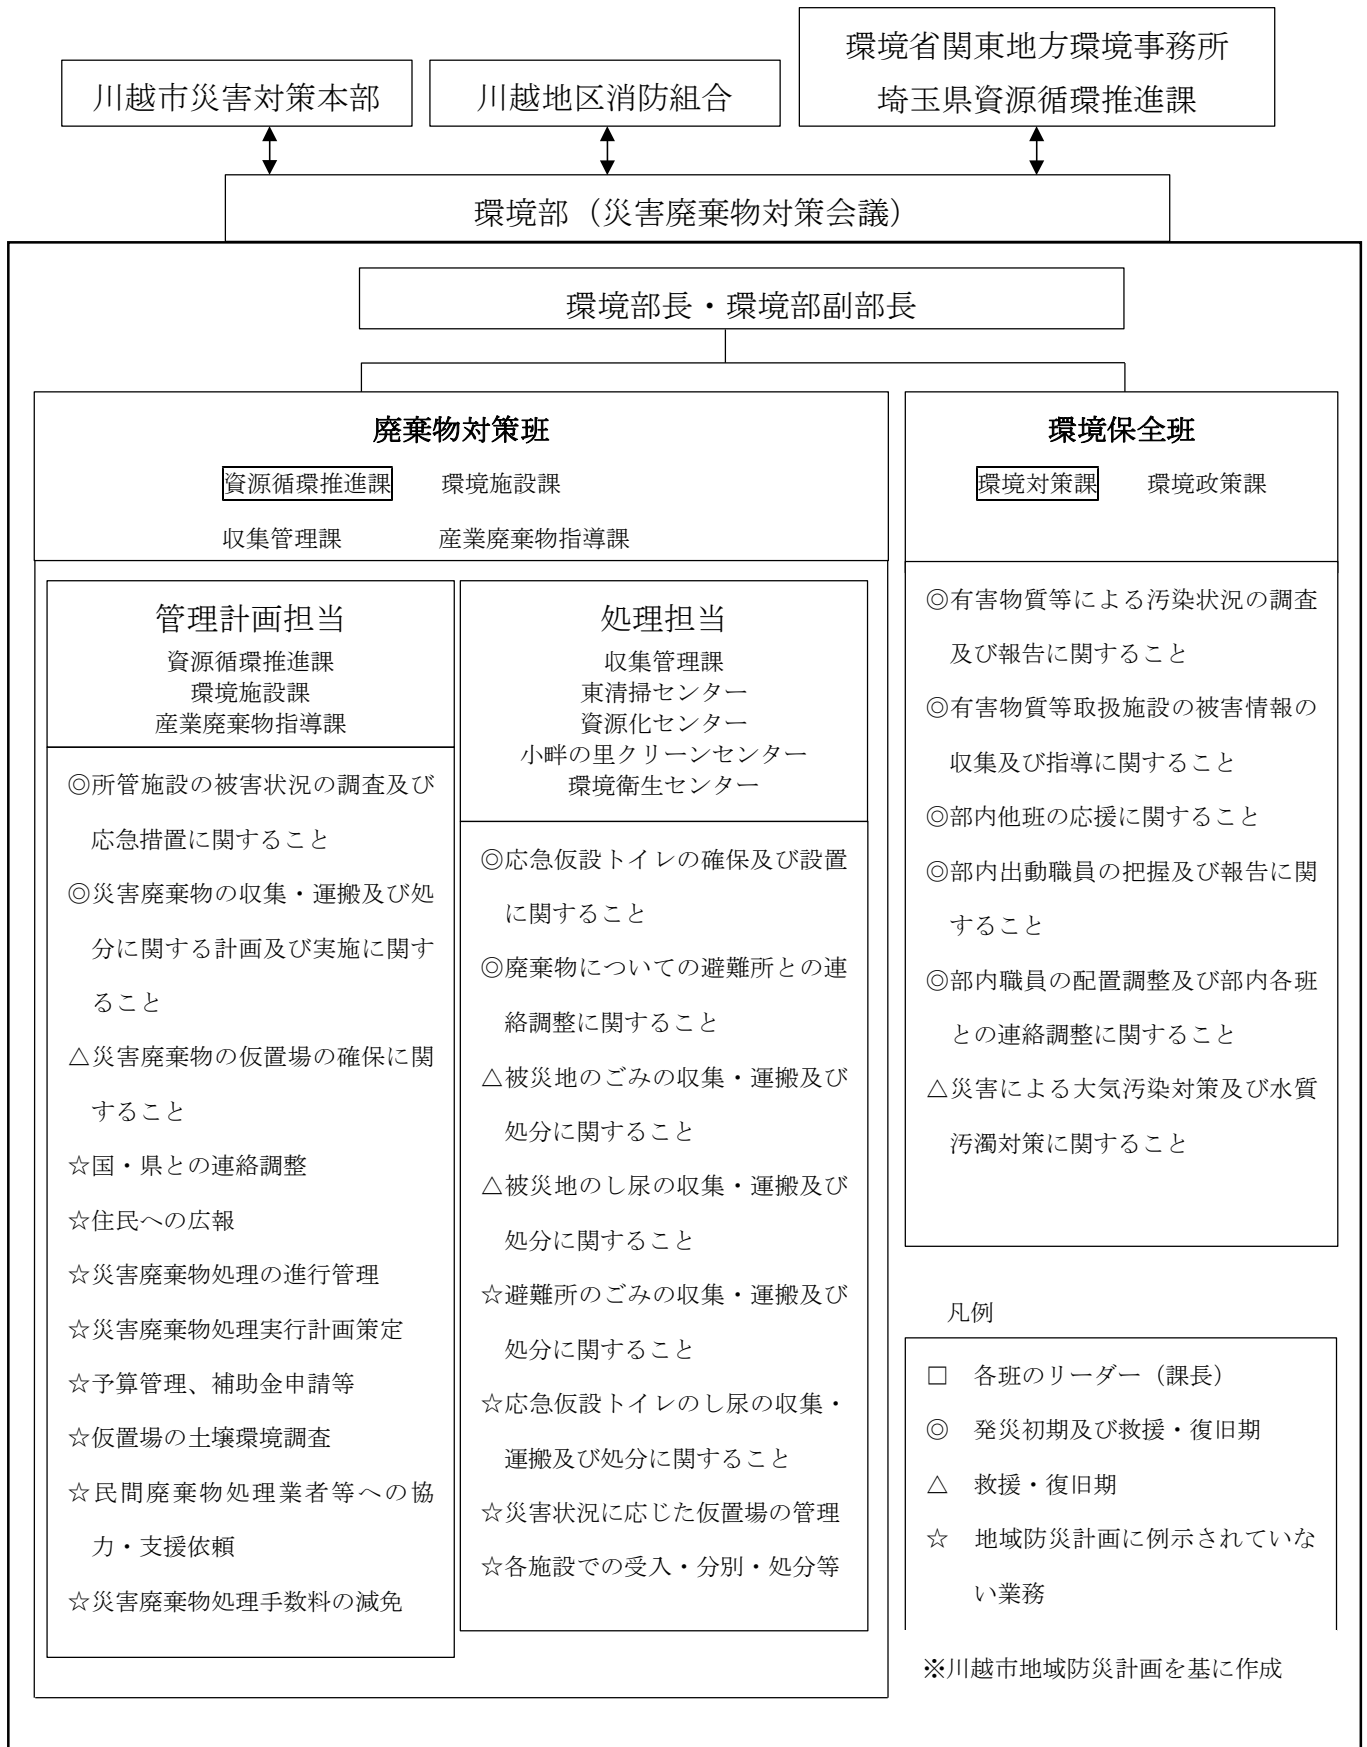 川越市災害対策本部
川越地区消防組合
環境省関東地方環境事務所
埼玉県資源循環推進課
環境部（災害廃棄物対策会議）
環境部長・環境部副部長
廃棄物対策班
資源循環推進課 環境施設課
収集管理課 産業廃棄物指導課
管理計画担当
資源循環推進課
環境施設課
産業廃棄物指導課
◎所管施設の被害状況の調査及び
応急措置に関すること
◎災害廃棄物の収集・運搬及び処
分に関する計画及び実施に関す
ること
△災害廃棄物の仮置場の確保に関
すること
☆国・県との連絡調整
☆住民への広報
☆災害廃棄物処理の進行管理
☆災害廃棄物処理実行計画策定
☆予算管理、補助金申請等
☆仮置場の土壌環境調査
☆民間廃棄物処理業者等への協
力・支援依頼
☆災害廃棄物処理手数料の減免
処理担当
収集管理課
東清掃センター
資源化センター
小畔の里クリーンセンター
環境衛生センター
◎応急仮設トイレの確保及び設置
に関すること
◎廃棄物についての避難所との連
絡調整に関すること
△被災地のごみの収集・運搬及び
処分に関すること
△被災地のし尿の収集・運搬及び
処分に関すること
☆避難所のごみの収集・運搬及び
処分に関すること
☆応急仮設トイレのし尿の収集・
運搬及び処分に関すること
☆災害状況に応じた仮置場の管理
☆各施設での受入・分別・処分等
環境保全班
環境対策課 環境政策課
◎有害物質等による汚染状況の調査
及び報告に関すること
◎有害物質等取扱施設の被害情報の
収集及び指導に関すること
◎部内他班の応援に関すること
◎部内出動職員の把握及び報告に関
すること
◎部内職員の配置調整及び部内各班
との連絡調整に関すること
△災害による大気汚染対策及び水質
汚濁対策に関すること
凡例
□ 各班のリーダー（課長）
◎ 発災初期及び救援・復旧期
△ 救援・復旧期
☆ 地域防災計画に例示されていな
い業務
※川越市地域防災計画を基に作成